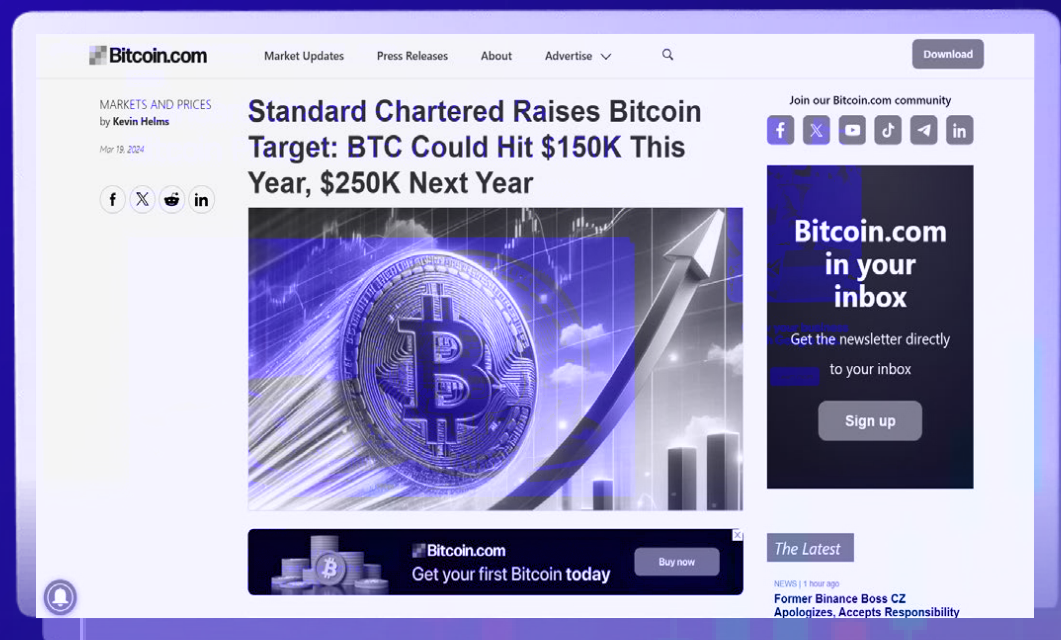 Bitcoin.com
Market Updates
Press Releases
About
Advertise
Download
MARKETS AND PRICES
by Kevin Helms
Mar 19, 2024
Standard Chartered Raises Bitcoin
Target: BTC Could Hit $150K This
Year, $250K Next Year
Join our Bitcoin.com community
Bitcoin.com
in your
inbox
Get the newsletter directly
to your inbox
Sign up
Bitcoin.com
Get your first Bitcoin today
Buy now
The Latest
NEWS | 1 hour ago
Former Binance Boss CZ
Apologizes, Accepts Responsibility